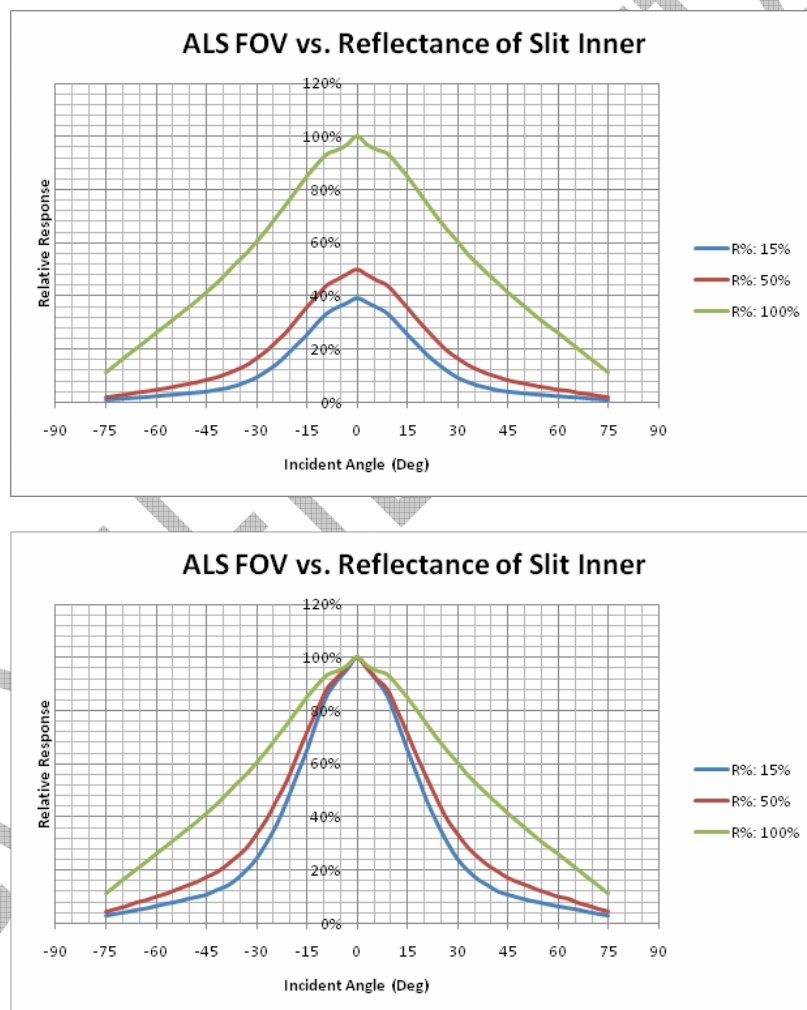 ALS FOV vs. Reflectance of Slit Inner
120%
100%
80%
60%
40%
20%
0%
-90 -75 -60 -45 -30 -15 0 15 30 45 60 75 90
Relative Response
Incident Angle (Deg)
R%: 15%
R%: 50%
R%: 100%
ALS FOV vs. Reflectance of Slit Inner
120%
100%
80%
60%
40%
20%
0%
-90 -75 -60 -45 -30 -15 0 15 30 45 60 75 90
Relative Response
Incident Angle (Deg)
R%: 15%
R%: 50%
R%: 100%